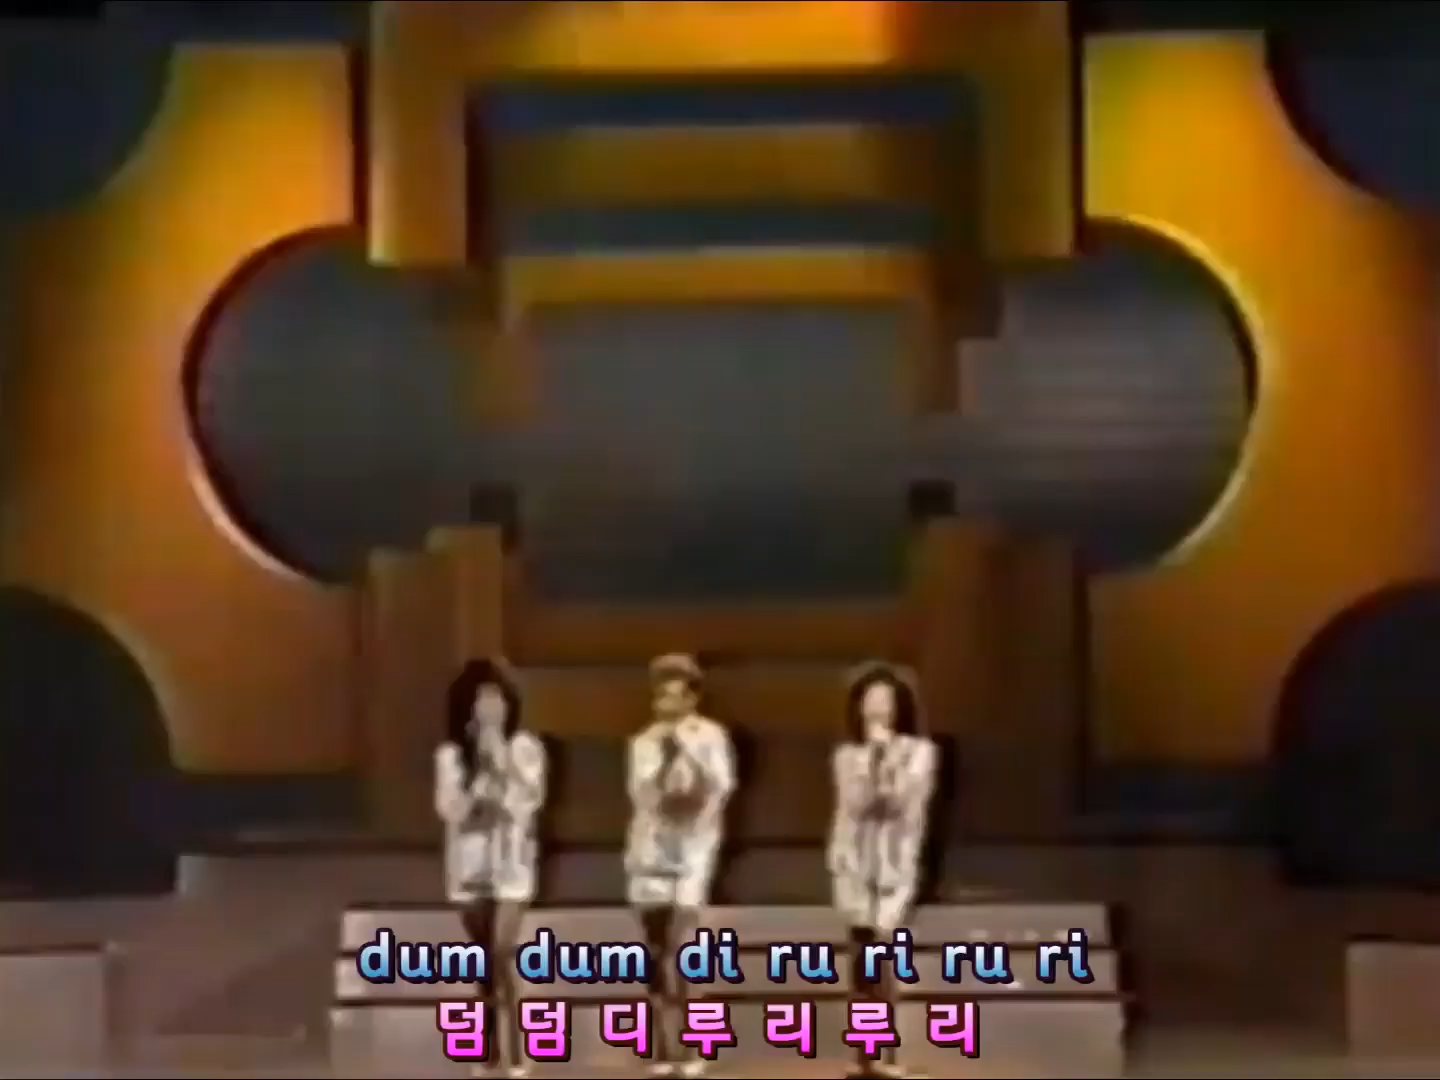 dum dum di ru ri ru ri
덤 덤 디 루 리 루 리